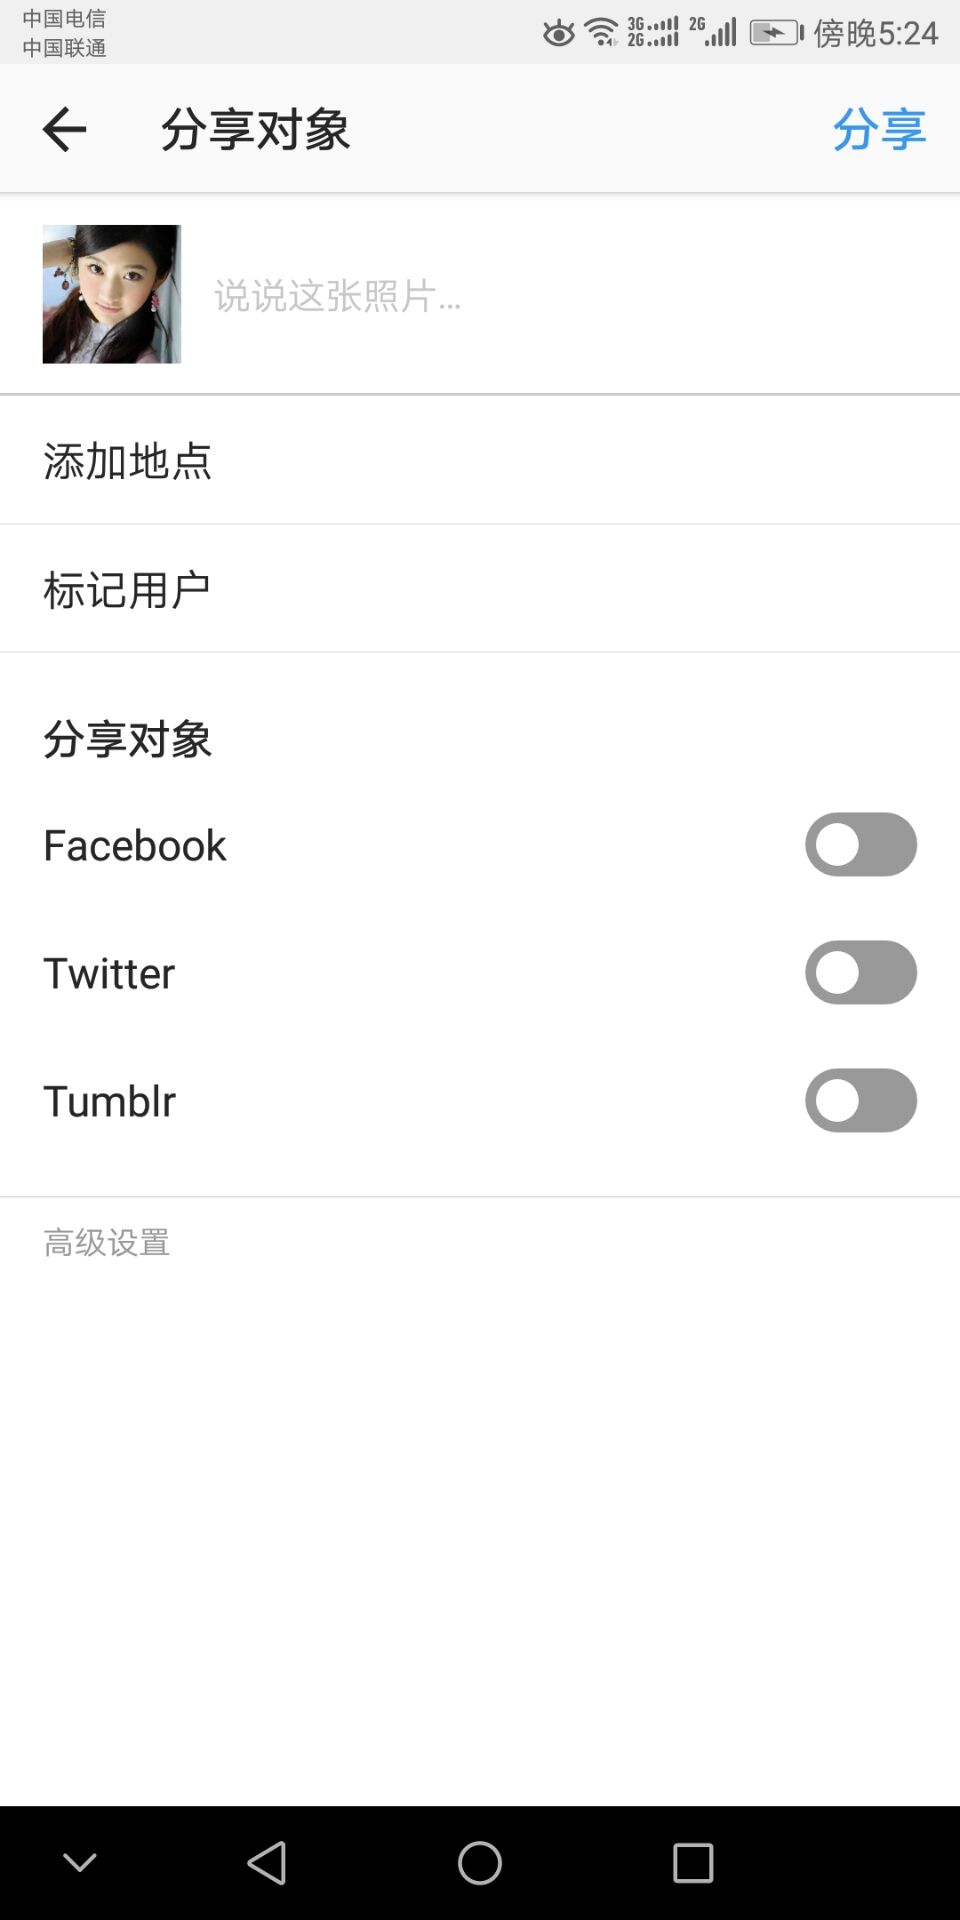 中国电信
中国联通
3G
2G
2G
傍晚5:24
分享对象
分享
说说这张照片...
添加地点
标记用户
分享对象
Facebook
Twitter
Tumblr
高级设置